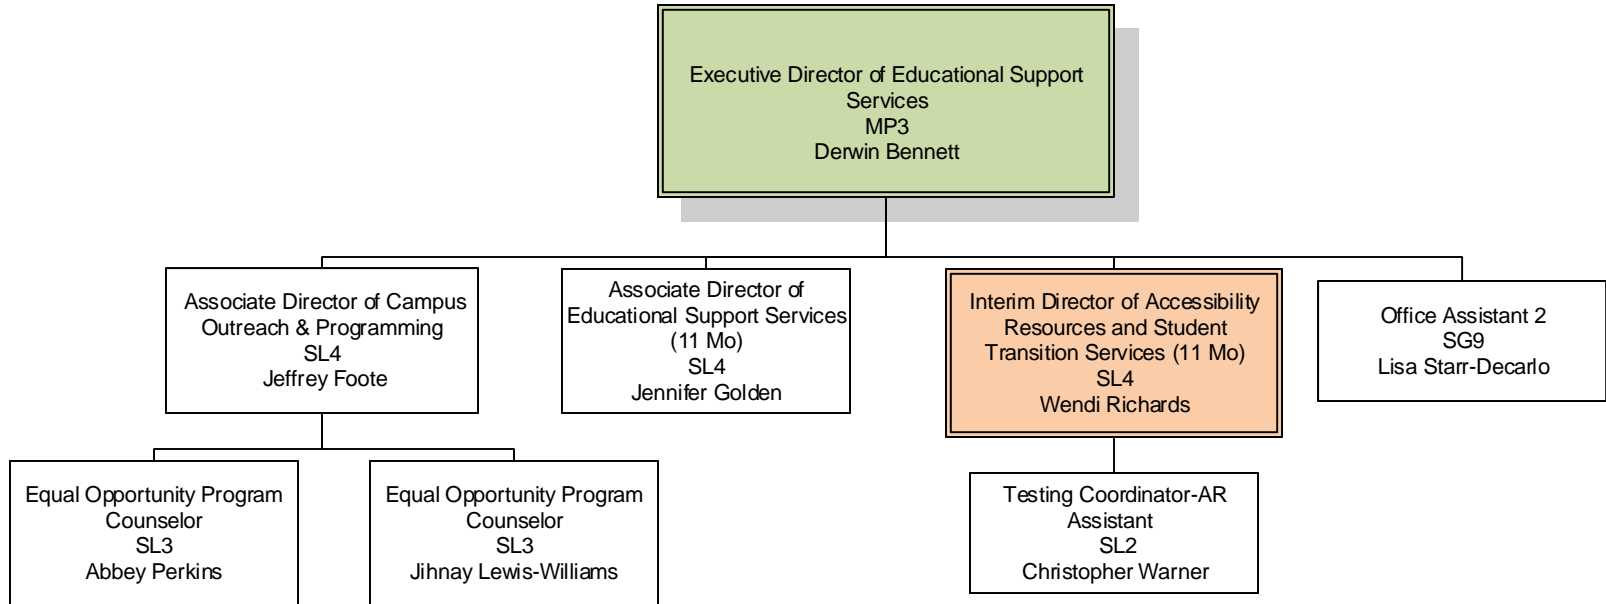 Executive Director of Educational Support
Services
MP3
Derwin Bennett
Associate Director of Campus
Outreach & Programming
SL4
Jeffrey Foote
Associate Director of
Educational Support Services
(11 Mo)
SL4
Jennifer Golden
Interim Director of Accessibility
Resources and Student
Transition Services (11 Mo)
SL4
Wendi Richards
Office Assistant 2
SG9
Lisa Starr-Decarlo
Equal Opportunity Program
Counselor
SL3
Abbey Perkins
Equal Opportunity Program
Counselor
SL3
Jihnay Lewis-Williams
Testing Coordinator-AR
Assistant
SL2
Christopher Warner